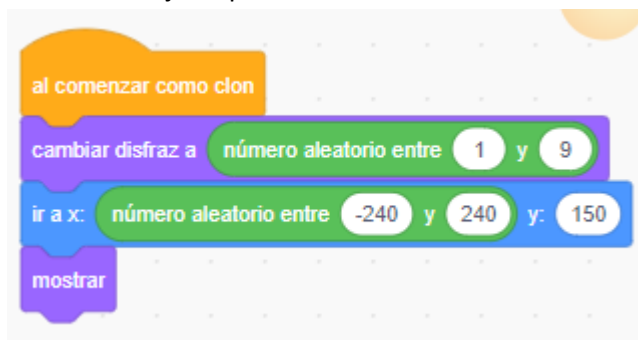 al comenzar como clon
cambiar disfraz a número aleatorio entre 1 y 9
ir a x: número aleatorio entre -240 y 240 y: 150
mostrar